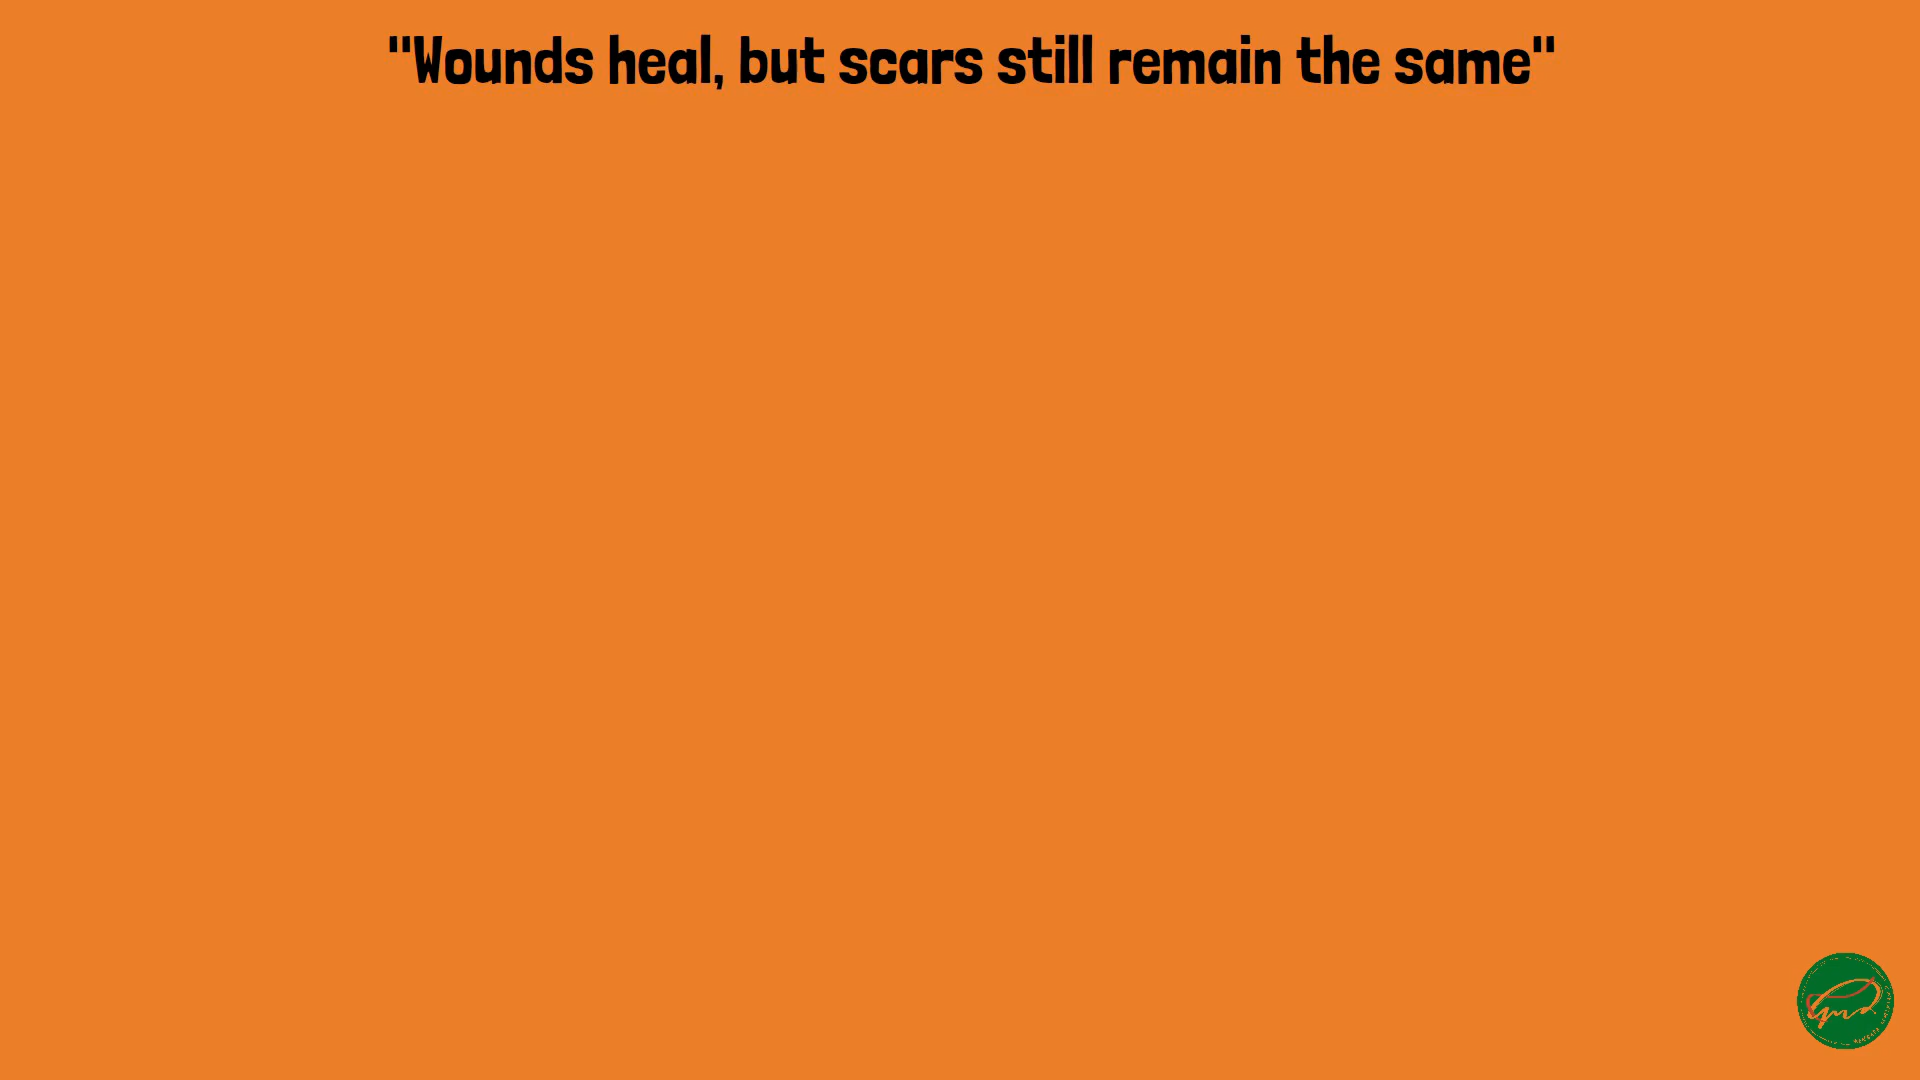 "Wounds heal, but scars still remain the same"